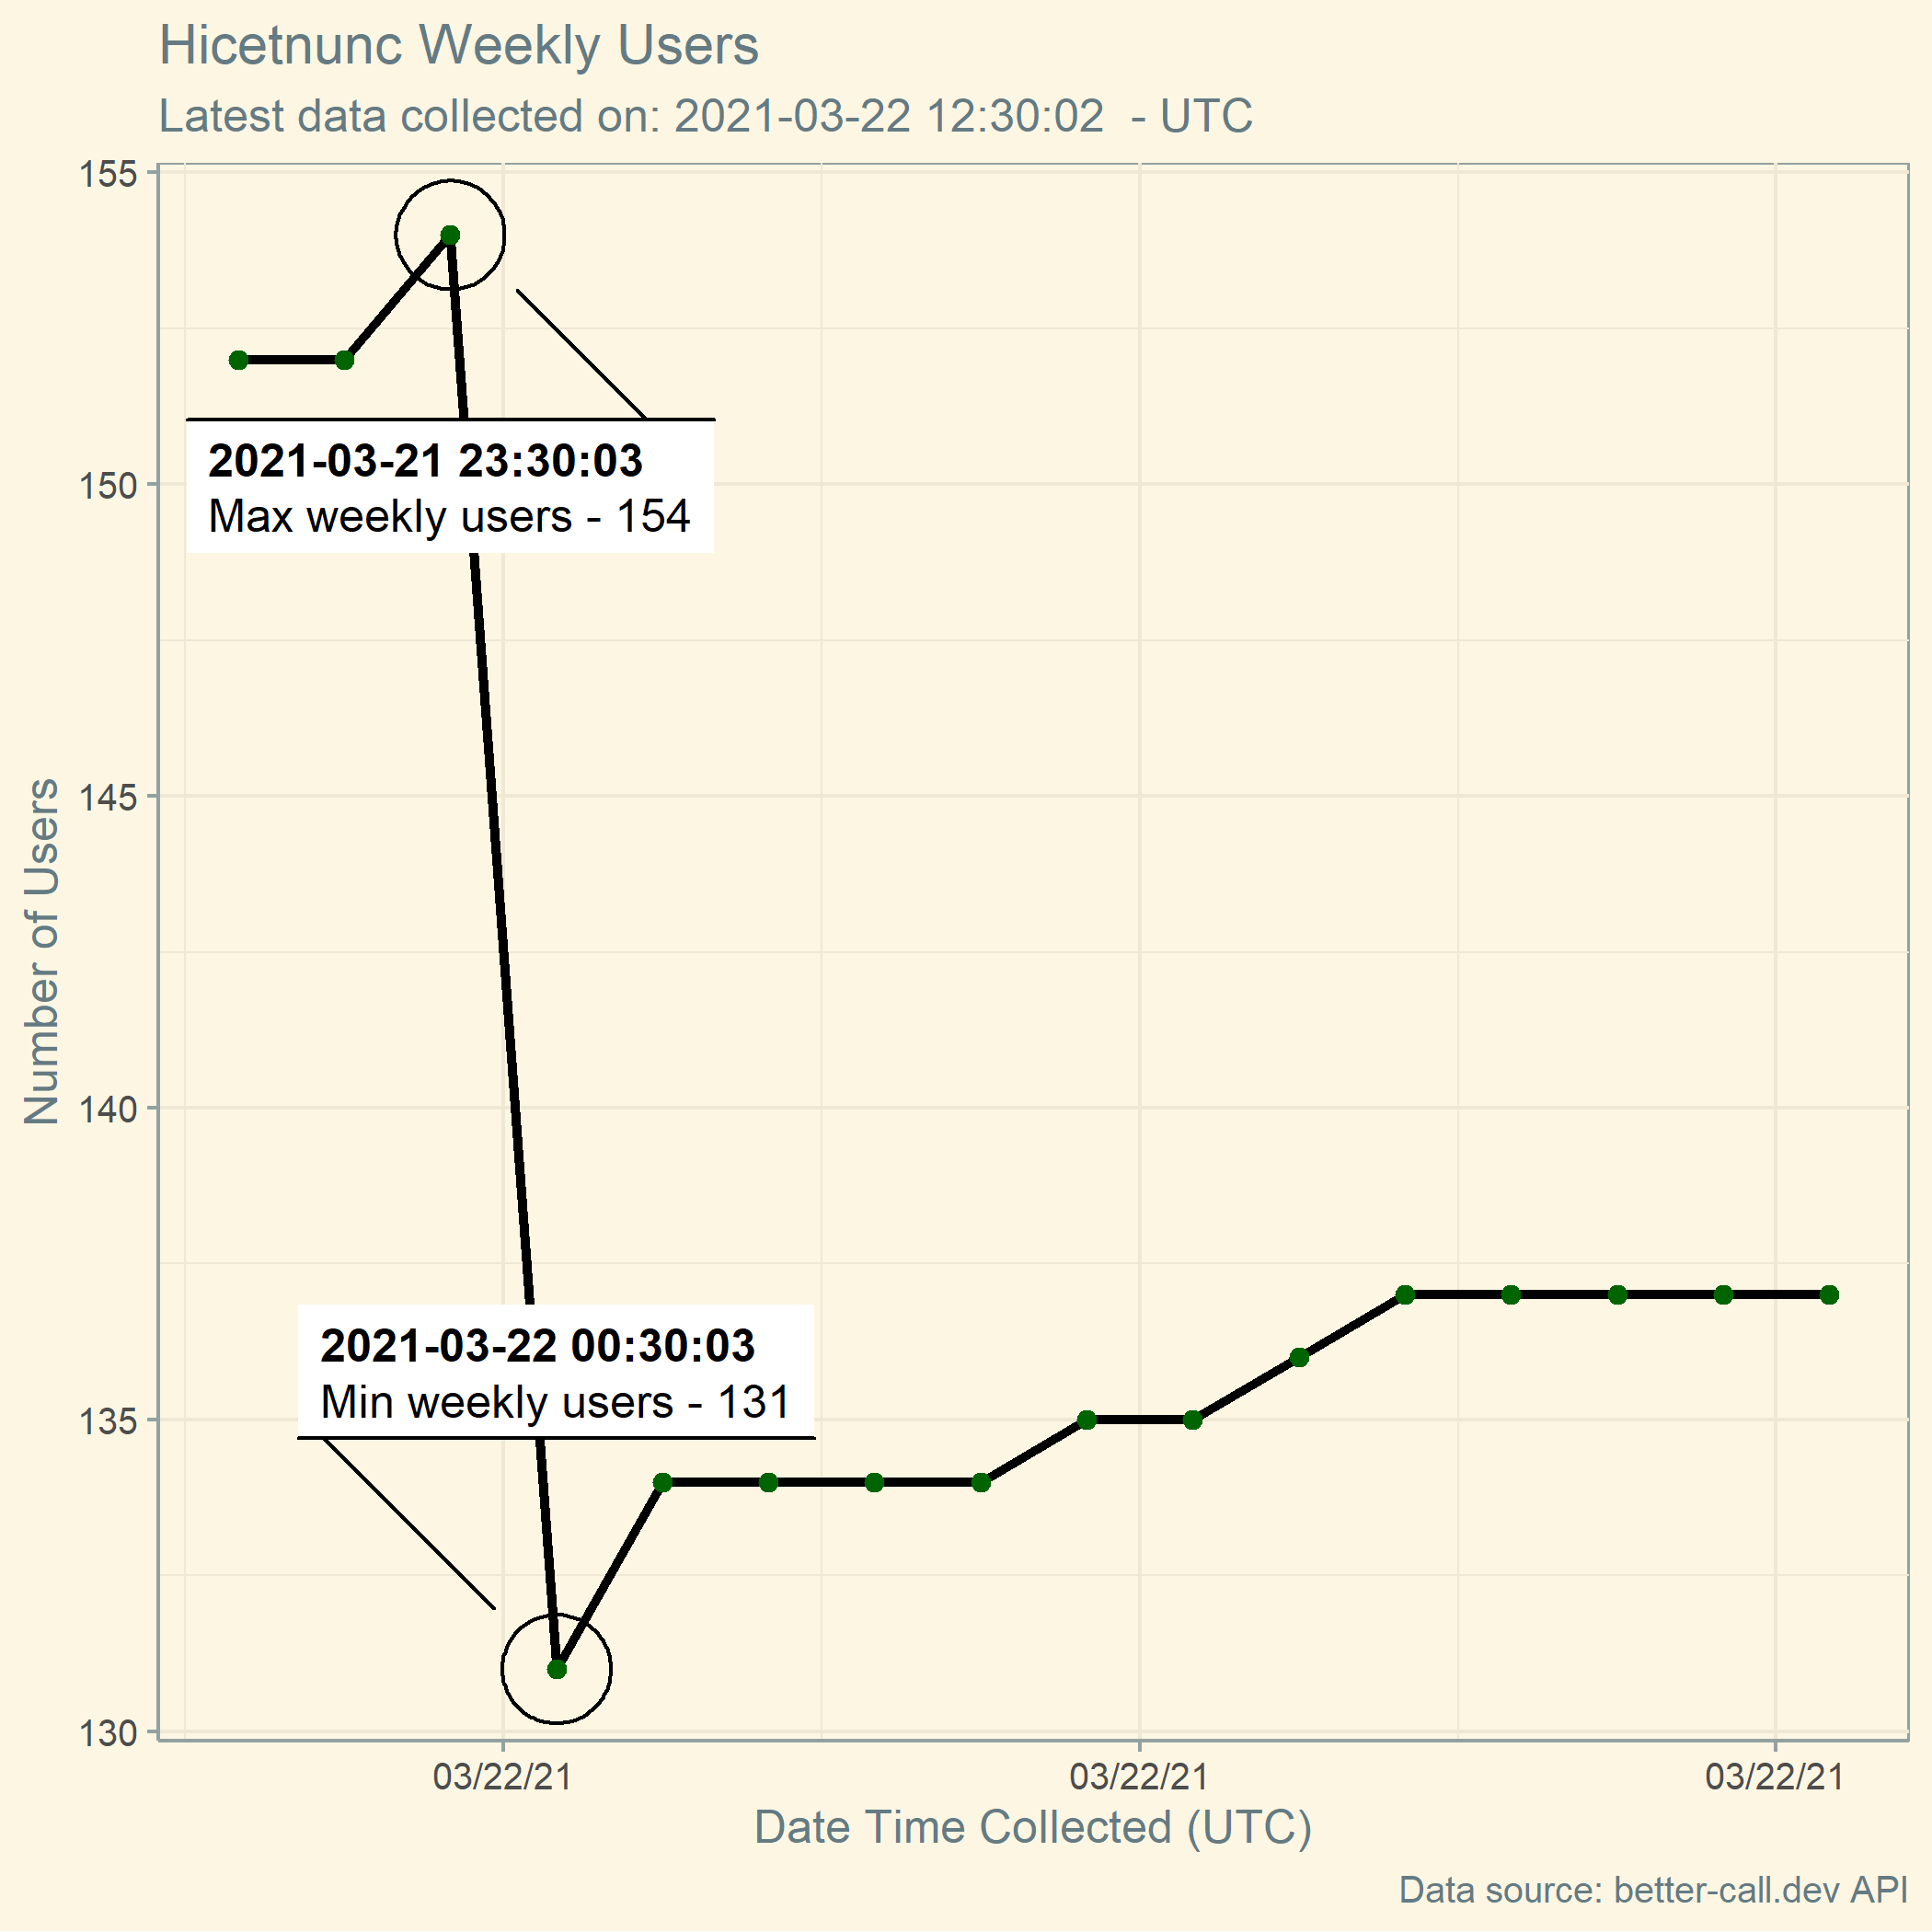 Hicetnunc Weekly Users
Latest data collected on: 2021-03-22 12:30:02  - UTC
155
150
145
140
135
130
Number of Users
2021-03-21 23:30:03
Max weekly users - 154
2021-03-22 00:30:03
Min weekly users - 131
03/22/21
03/22/21
03/22/21
Date Time Collected (UTC)
Data source: better-call.dev API